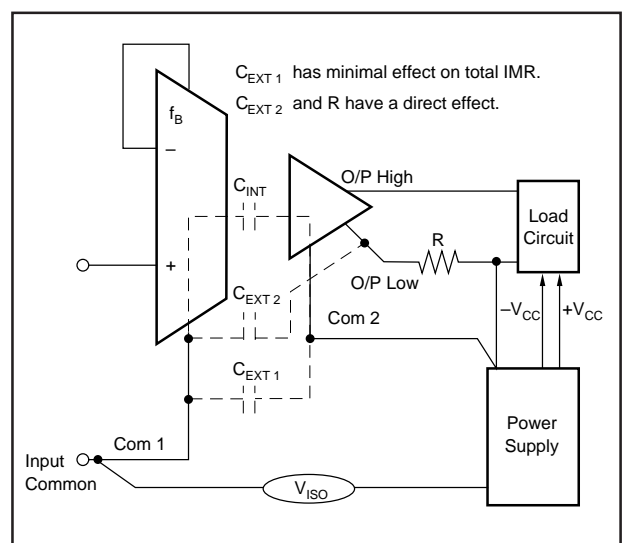 C_EXT 1 has minimal effect on total IMR.
C_EXT 2 and R have a direct effect.
f_B
–
+
C_INT
O/P High
Load
Circuit
R
O/P Low
C_EXT 2
Com 2
–V_CC
+V_CC
C_EXT 1
Power
Supply
Com 1
Input
Common
V_ISO